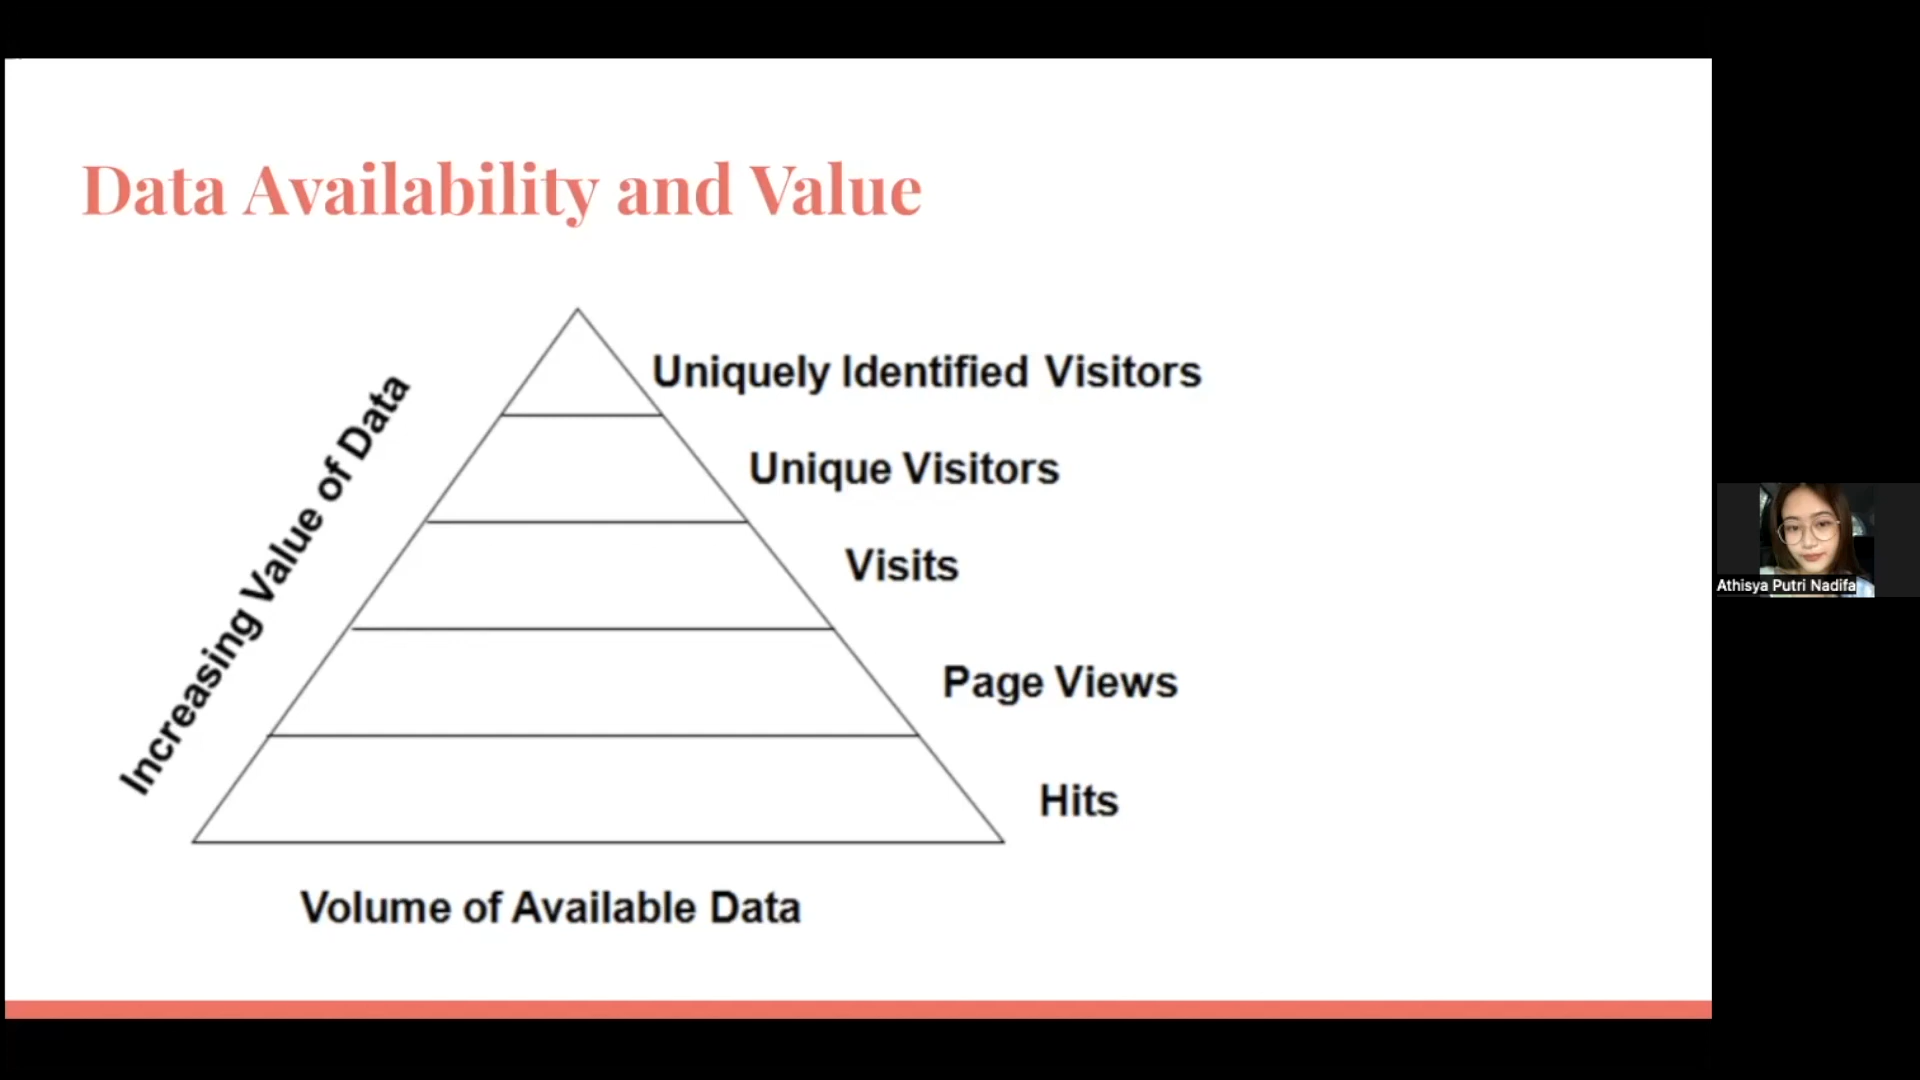 Data Availability and Value
Uniquely Identified Visitors
Increasing Value of Data
Unique Visitors
Visits
Page Views
Hits
Volume of Available Data
Athisya Putri Nadifa